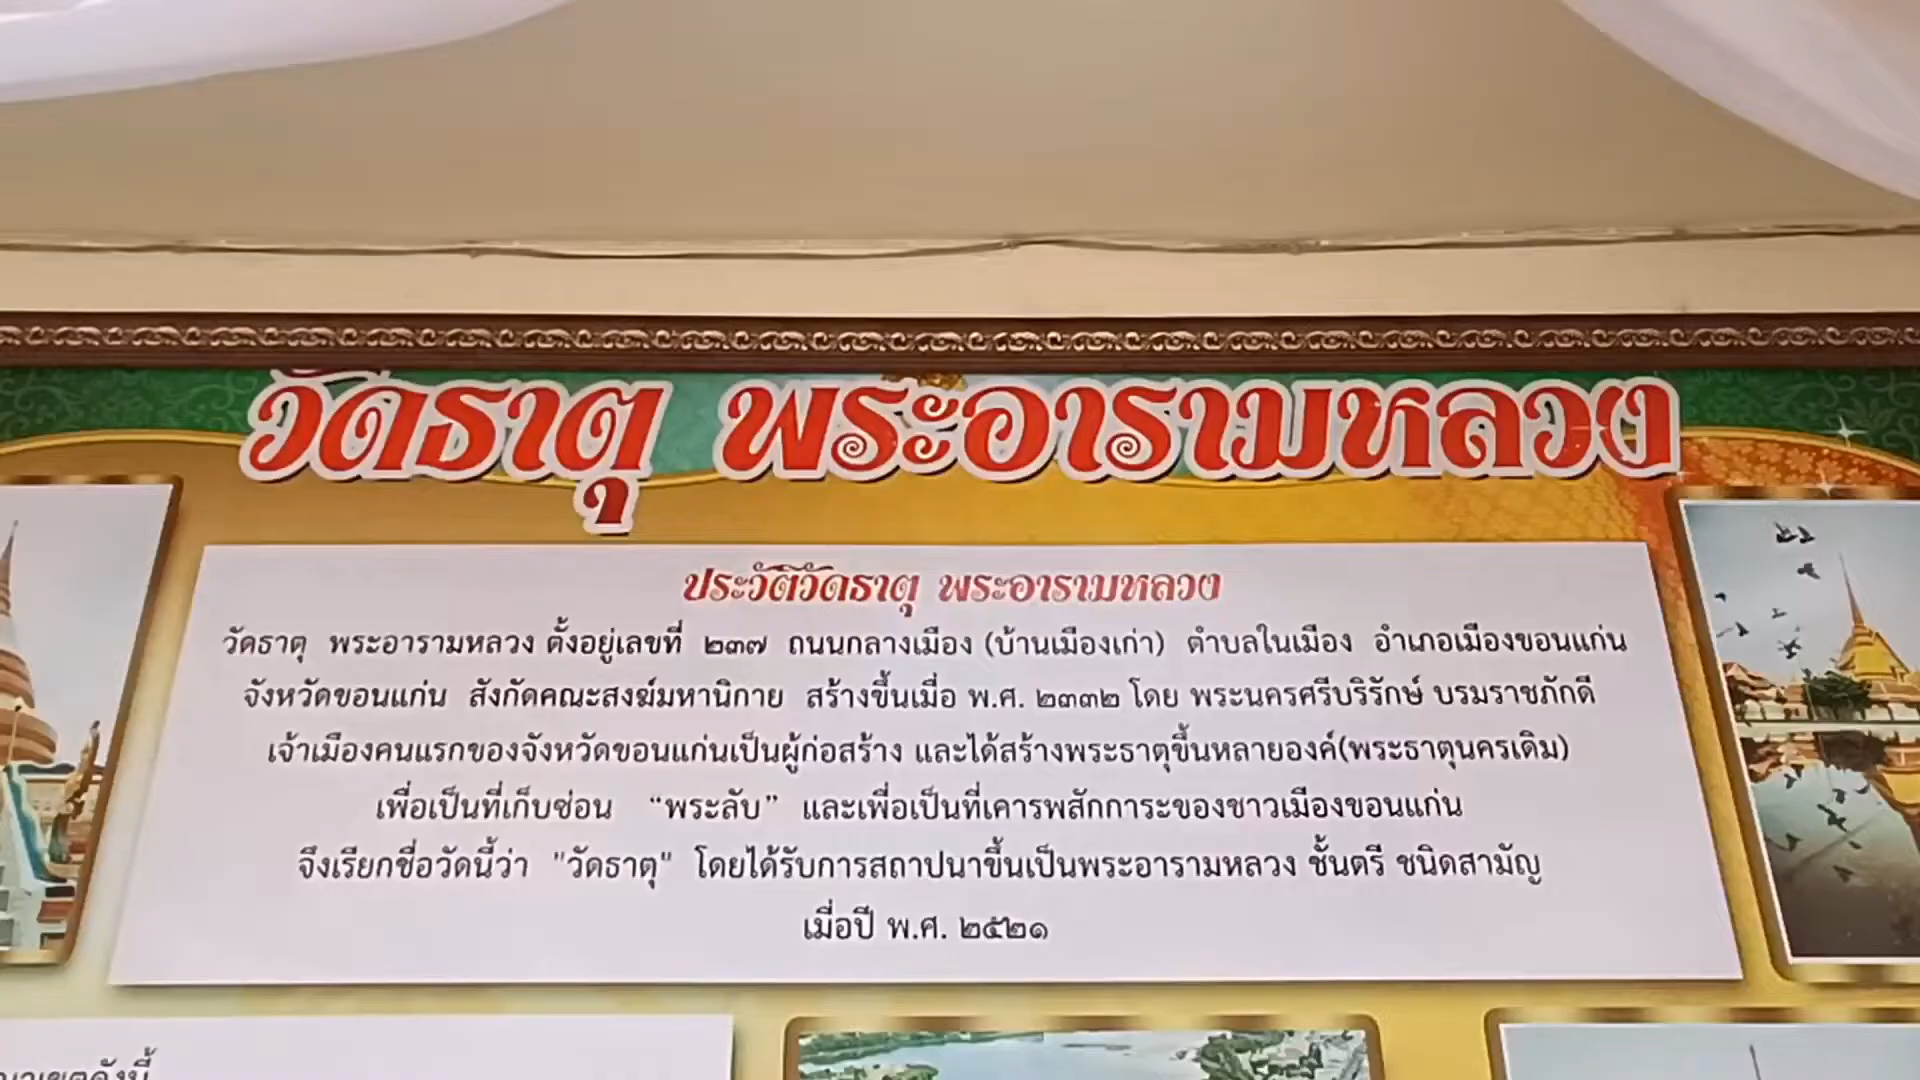 วัดธาตุ พระอารามหลวง
ประวัติวัดธาตุ พระอารามหลวง
วัดธาตุ พระอารามหลวง ตั้งอยู่เลขที่ ๒๓๗ ถนนกลางเมือง (บ้านเมืองเก่า) ตำบลในเมือง อำเภอเมืองขอนแก่น
จังหวัดขอนแก่น สังกัดคณะสงฆ์มหานิกาย สร้างขึ้นเมื่อ พ.ศ. ๒๓๓๒ โดย พระนครศรีบริรักษ์ บรมราชภักดี
เจ้าเมืองคนแรกของจังหวัดขอนแก่นเป็นผู้ก่อสร้าง และได้สร้างพระธาตุขึ้นหลายองค์(พระธาตุนครเดิม)
เพื่อเป็นที่เก็บซ่อน “พระลับ” และเพื่อเป็นที่เคารพสักการะของชาวเมืองขอนแก่น
จึงเรียกชื่อวัดนี้ว่า "วัดธาตุ" โดยได้รับการสถาปนาขึ้นเป็นพระอารามหลวง ชั้นตรี ชนิดสามัญ
เมื่อปี พ.ศ. ๒๕๒๑